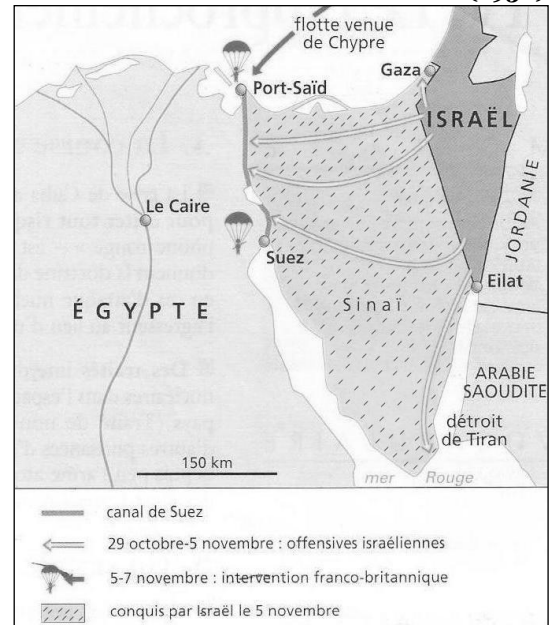 flotte venue
de Chypre
Gaza
Port-Saïd
ISRAËL
JORDANIE
Le Caire
Suez
Eilat
Sinaï
ÉGYPTE
ARABIE
SAOUDITE
détroit
de Tiran
150 km
mer Rouge
canal de Suez
29 octobre-5 novembre : offensives israéliennes
5-7 novembre : intervention franco-britannique
conquis par Israël le 5 novembre